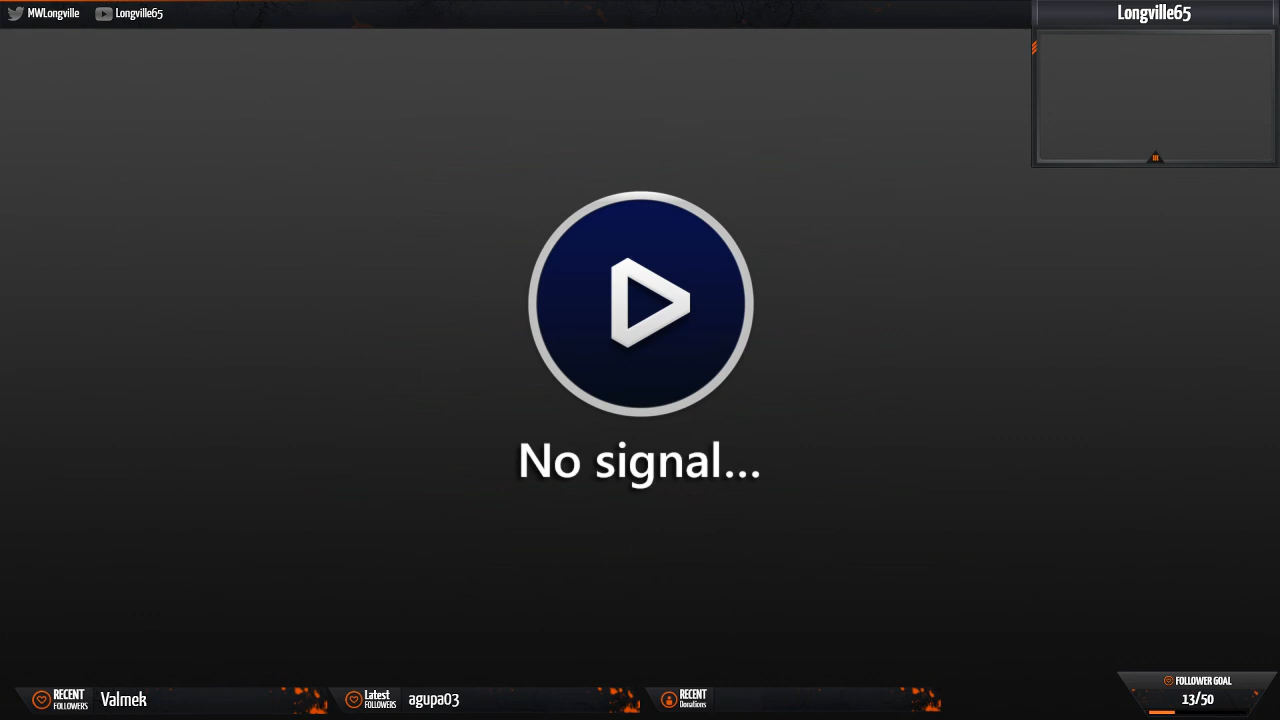 MWLongville
Longville65
Longville65
No signal...
RECENT
FOLLOWERS
Valmek
Latest
FOLLOWERS
agupa03
RECENT
Donations
FOLLOWER GOAL
13/50